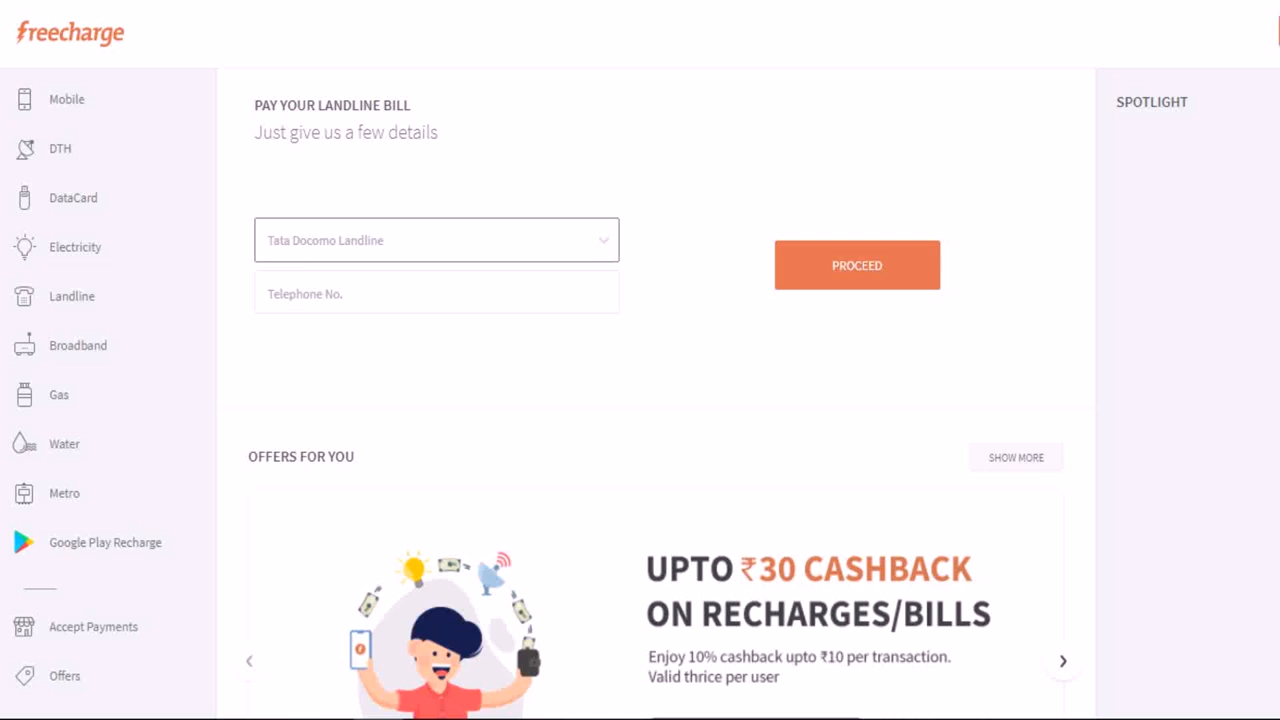 freecharge
Mobile
DTH
DataCard
Electricity
Landline
Broadband
Gas
Water
Metro
Google Play Recharge
Accept Payments
Offers
PAY YOUR LANDLINE BILL
Just give us a few details
Tata Docomo Landline
Telephone No.
PROCEED
OFFERS FOR YOU
SHOW MORE
UPTO ₹30 CASHBACK
ON RECHARGES/BILLS
Enjoy 10% cashback upto ₹10 per transaction.
Valid thrice per user
SPOTLIGHT